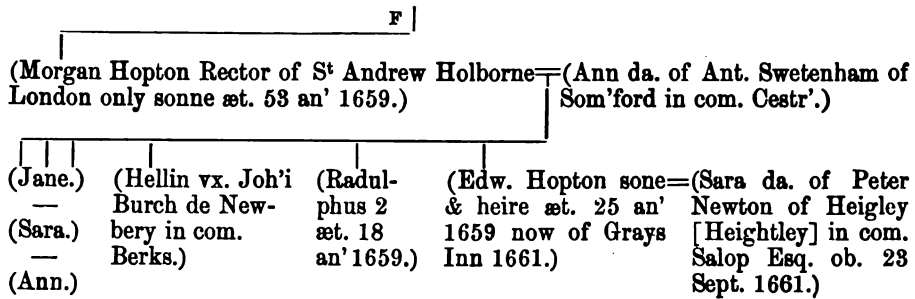 F
(Morgan Hopton Rector of Sᵗ Andrew Holborne=(Ann da. of Ant. Swetenham of
London only sonne æt. 53 an' 1659.) Som'ford in com. Cestr'.)
(Jane.) (Hellin vx. Joh'i (Radul- (Edw. Hopton sone=(Sara da. of Peter
— Burch de New- phus 2 & heire æt. 25 an' Newton of Heigley
(Sara.) bery in com. æt. 18 1659 now of Grays [Heightley] in com.
— Berks.) an' 1659.) Inn 1661.) Salop Esq. ob. 23
(Ann.) Sept. 1661.)